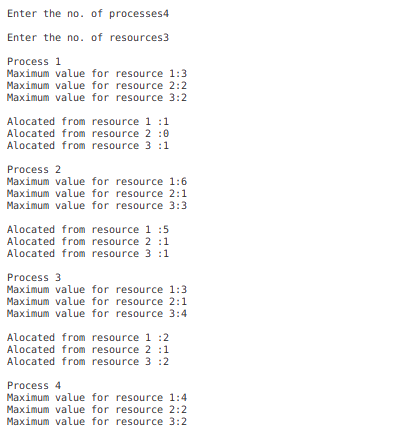 Enter the no. of processes4
Enter the no. of resources3
Process 1
Maximum value for resource 1:3
Maximum value for resource 2:2
Maximum value for resource 3:2
Alocated from resource 1 :1
Alocated from resource 2 :0
Alocated from resource 3 :1
Process 2
Maximum value for resource 1:6
Maximum value for resource 2:1
Maximum value for resource 3:3
Alocated from resource 1 :5
Alocated from resource 2 :1
Alocated from resource 3 :1
Process 3
Maximum value for resource 1:3
Maximum value for resource 2:1
Maximum value for resource 3:4
Alocated from resource 1 :2
Alocated from resource 2 :1
Alocated from resource 3 :2
Process 4
Maximum value for resource 1:4
Maximum value for resource 2:2
Maximum value for resource 3:2